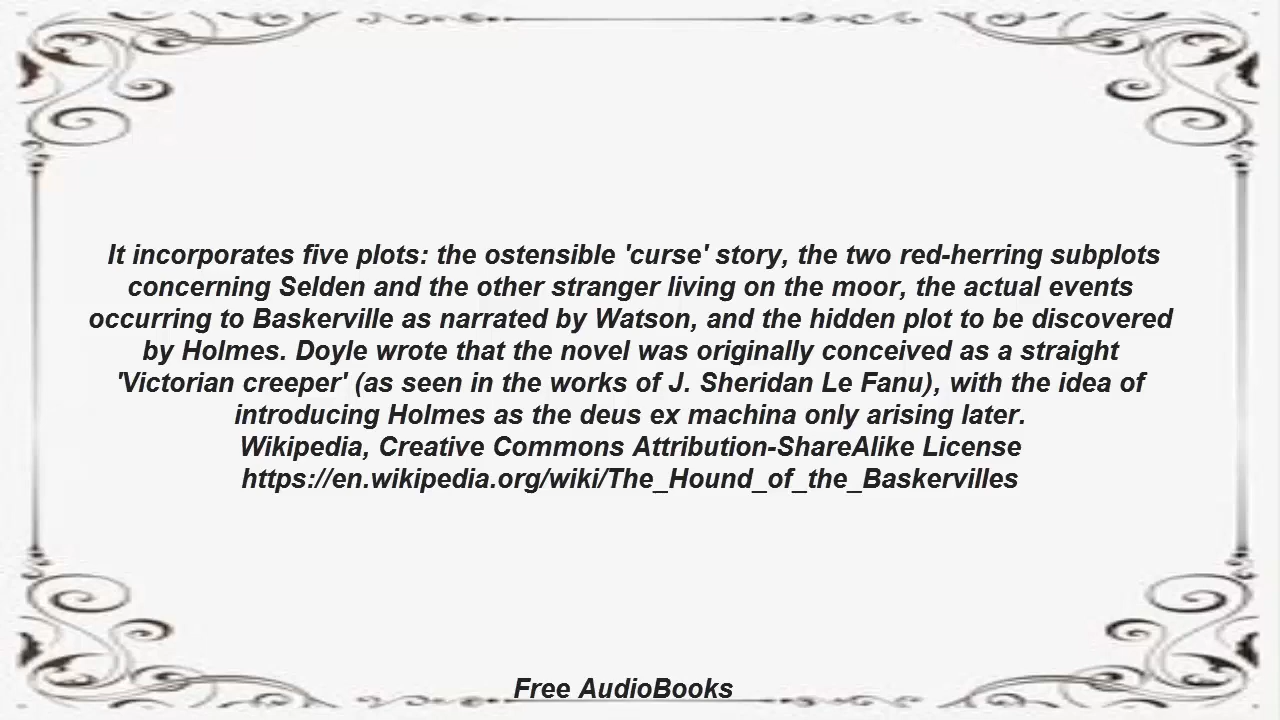 It incorporates five plots: the ostensible 'curse' story, the two red-herring subplots
concerning Selden and the other stranger living on the moor, the actual events
occurring to Baskerville as narrated by Watson, and the hidden plot to be discovered
by Holmes. Doyle wrote that the novel was originally conceived as a straight
'Victorian creeper' (as seen in the works of J. Sheridan Le Fanu), with the idea of
introducing Holmes as the deus ex machina only arising later.
Wikipedia, Creative Commons Attribution-ShareAlike License
https://en.wikipedia.org/wiki/The_Hound_of_the_Baskervilles
Free AudioBooks